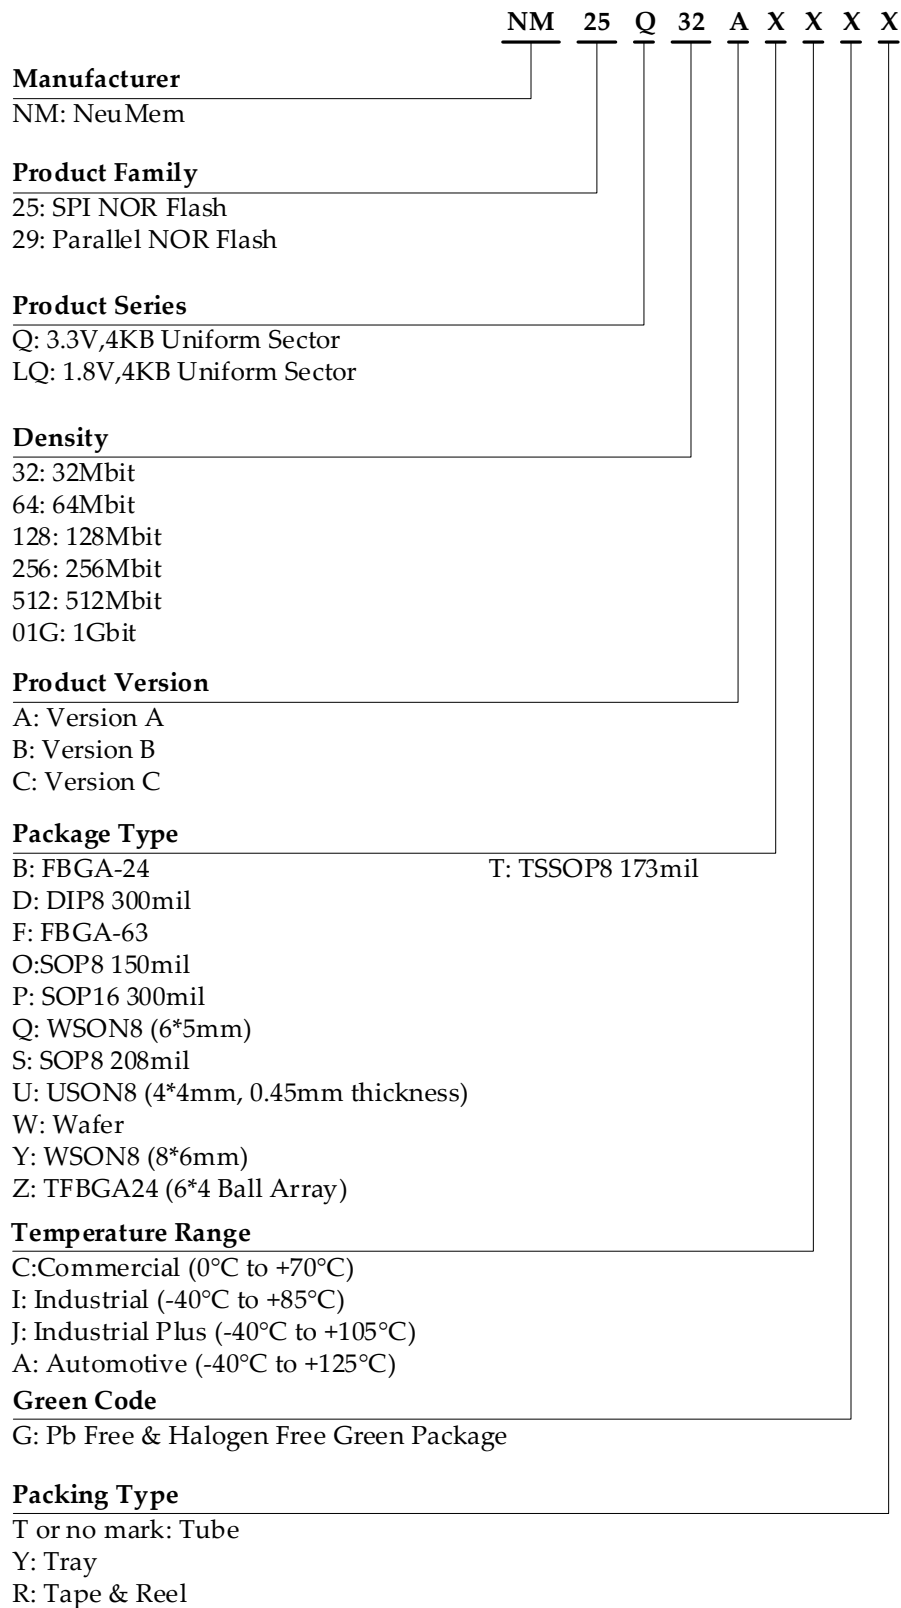 NM 25 Q 32 A X X X X
Manufacturer
NM: NeuMem
Product Family
25: SPI NOR Flash
29: Parallel NOR Flash
Product Series
Q: 3.3V,4KB Uniform Sector
LQ: 1.8V,4KB Uniform Sector
Density
32: 32Mbit
64: 64Mbit
128: 128Mbit
256: 256Mbit
512: 512Mbit
01G: 1Gbit
Product Version
A: Version A
B: Version B
C: Version C
Package Type
B: FBGA-24 T: TSSOP8 173mil
D: DIP8 300mil
F: FBGA-63
O:SOP8 150mil
P: SOP16 300mil
Q: WSON8 (6*5mm)
S: SOP8 208mil
U: USON8 (4*4mm, 0.45mm thickness)
W: Wafer
Y: WSON8 (8*6mm)
Z: TFBGA24 (6*4 Ball Array)
Temperature Range
C:Commercial (0°C to +70°C)
I: Industrial (-40°C to +85°C)
J: Industrial Plus (-40°C to +105°C)
A: Automotive (-40°C to +125°C)
Green Code
G: Pb Free & Halogen Free Green Package
Packing Type
T or no mark: Tube
Y: Tray
R: Tape & Reel